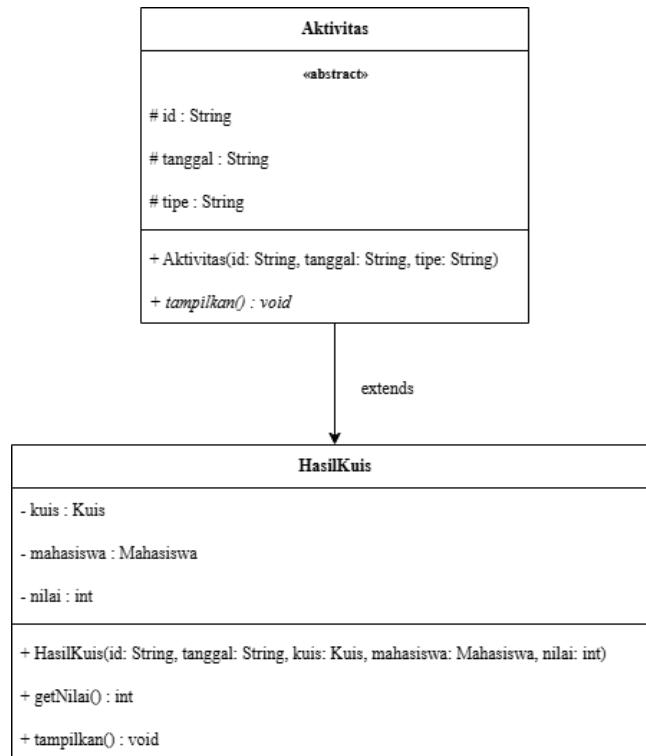 Aktivitas
«abstract»
# id : String
# tanggal : String
# tipe : String
+ Aktivitas(id: String, tanggal: String, tipe: String)
+ tampilkan() : void
extends
HasilKuis
- kuis : Kuis
- mahasiswa : Mahasiswa
- nilai : int
+ HasilKuis(id: String, tanggal: String, kuis: Kuis, mahasiswa: Mahasiswa, nilai: int)
+ getNilai() : int
+ tampilkan() : void